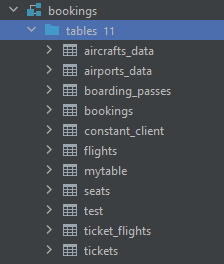 bookings
tables 11
aircrafts_data
airports_data
boarding_passes
bookings
constant_client
flights
mytable
seats
test
ticket_flights
tickets